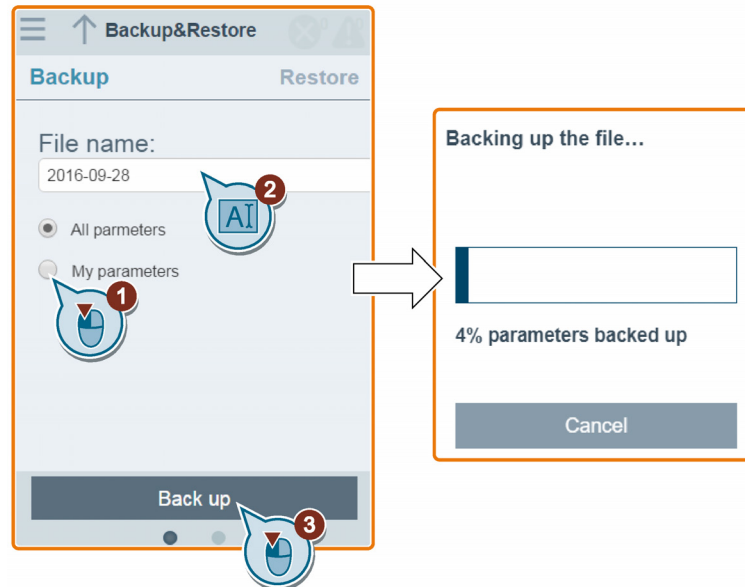 Backup&Restore
Backup Restore
File name:
2016-09-28
2
AI
All parmeters
My parameters
1
Back up
3
Backing up the file...
4% parameters backed up
Cancel